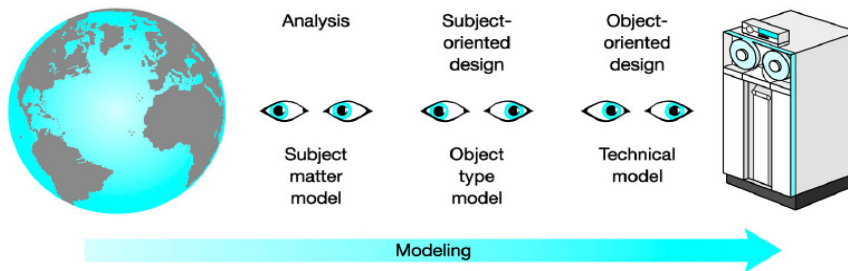 Analysis
Subject-
oriented
design
Object-
oriented
design
Subject
matter
model
Object
type
model
Technical
model
Modeling